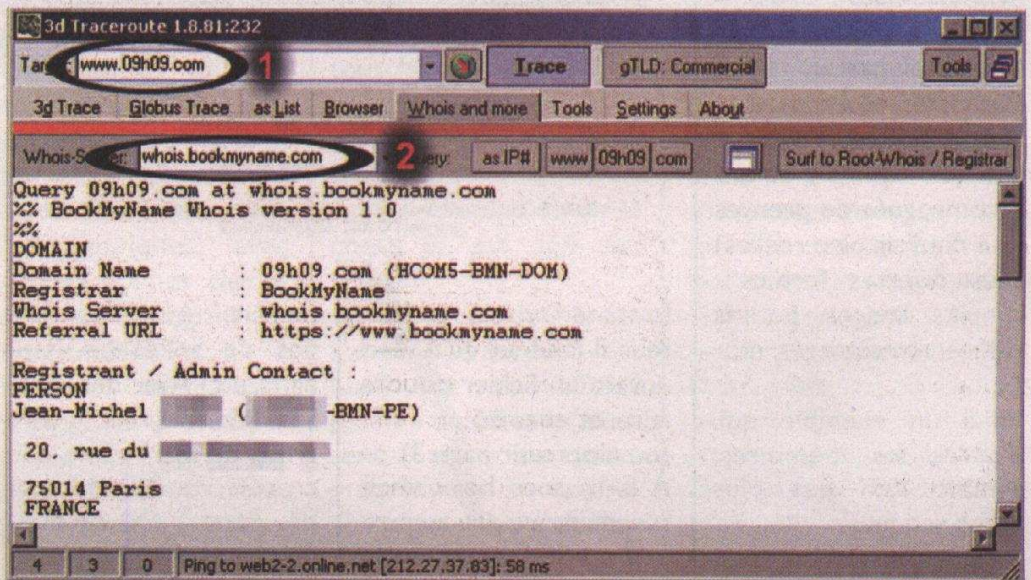 3d Traceroute 1.8.81:232
www.09h09.com 1 Trace gTLD: Commercial Tools
3d Trace Globus Trace as List Browser Whois and more Tools Settings About
Whois-Server: whois.bookmyname.com 2 as IP# www 09h09 com Surf to Root-Whois / Registrar
Query 09h09.com at whois.bookmyname.com
%% BookMyName Whois version 1.0
%%
DOMAIN
Domain Name : 09h09.com (HCOM5-BMN-DOM)
Registrar : BookMyName
Whois Server : whois.bookmyname.com
Referral URL : https://www.bookmyname.com
Registrant / Admin Contact :
PERSON
Jean-Michel ( -BMN-PE)
20, rue du
75014 Paris
FRANCE
4 3 0 Ping to web2-2.online.net [212.27.37.83]: 58 ms